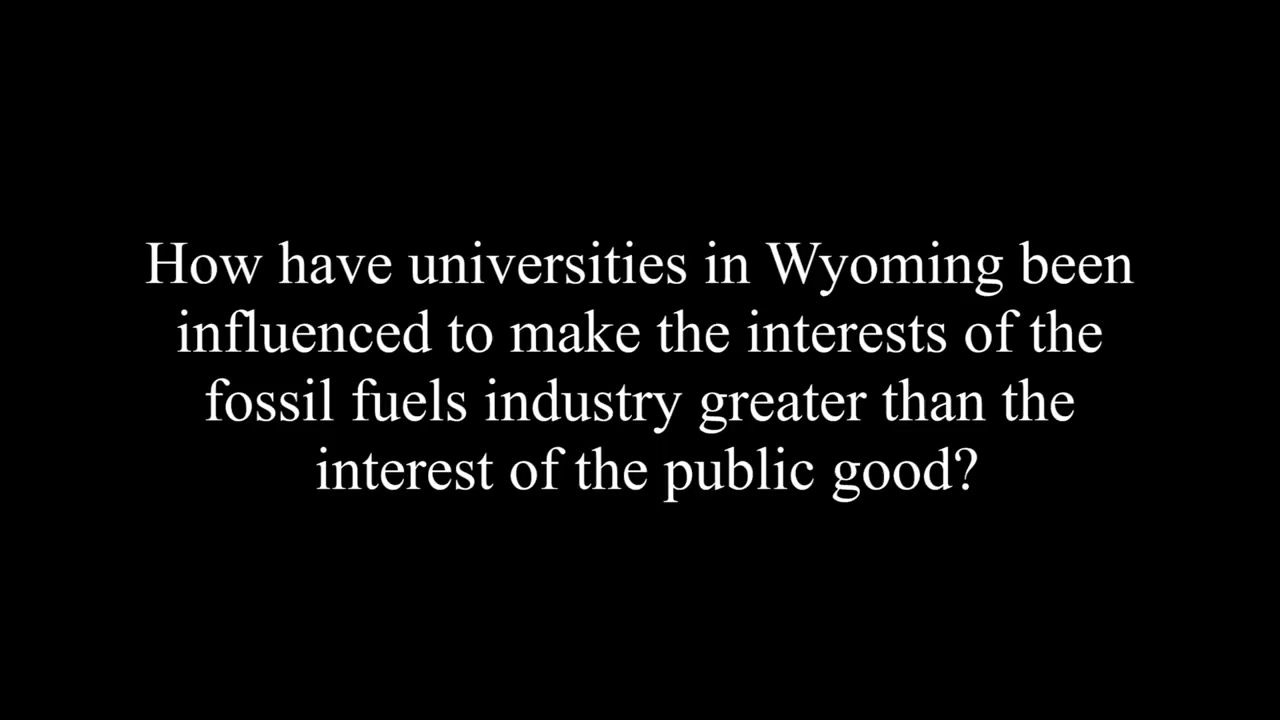 How have universities in Wyoming been
influenced to make the interests of the
fossil fuels industry greater than the
interest of the public good?